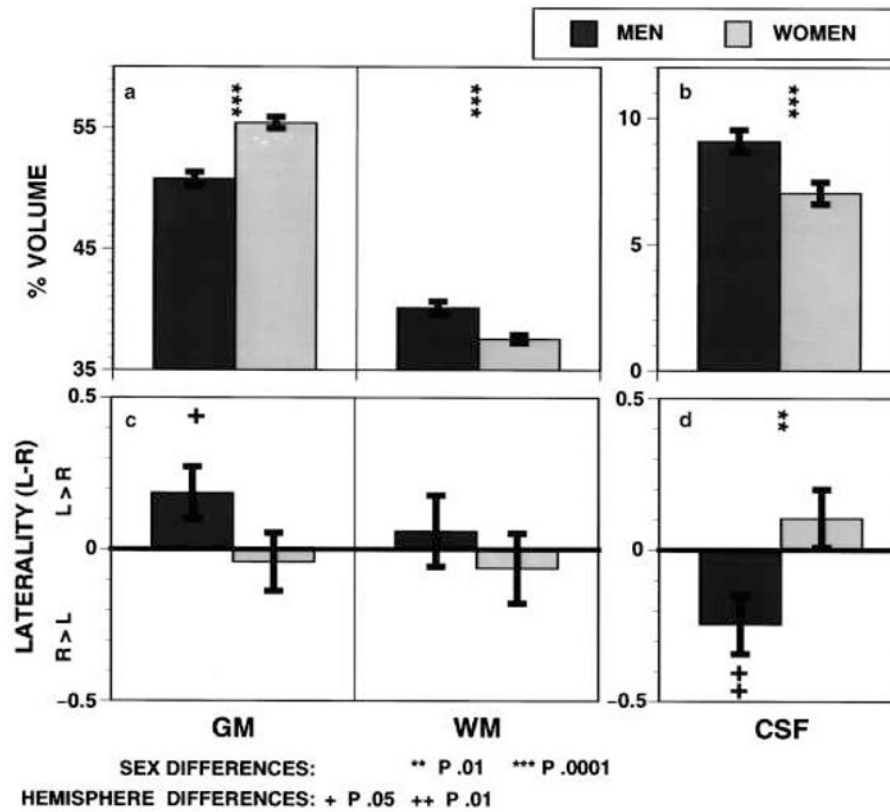 MEN WOMEN
a *** *** b ***
55
45
35
% VOLUME
10
5
0
0.5
0
-0.5
LATERALITY (L-R)
L > R
R > L
c + d **
++
0.5
0
-0.5
GM WM CSF
SEX DIFFERENCES: ** P .01 *** P .0001
HEMISPHERE DIFFERENCES: + P .05 ++ P .01